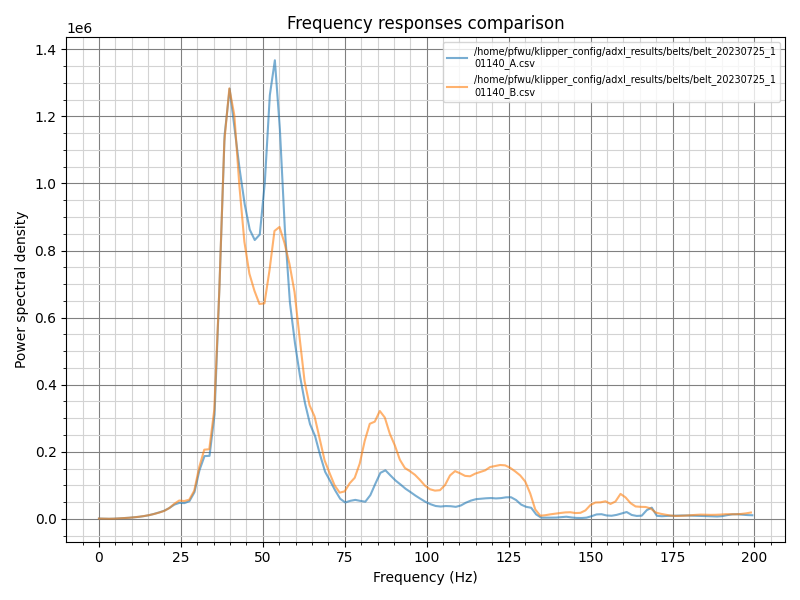 Frequency responses comparison
1e6
/home/pfwu/klipper_config/adxl_results/belts/belt_20230725_1
01140_A.csv
/home/pfwu/klipper_config/adxl_results/belts/belt_20230725_1
01140_B.csv
1.4
1.2
1.0
0.8
0.6
0.4
0.2
0.0
Power spectral density
0 25 50 75 100 125 150 175 200
Frequency (Hz)